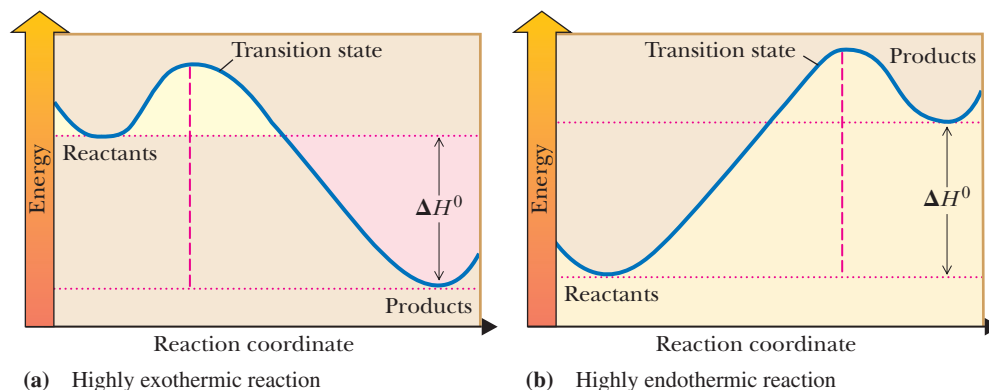 Energy
Transition state
Reactants
ΔH⁰
Products
Reaction coordinate
(a) Highly exothermic reaction
Energy
Transition state
Products
ΔH⁰
Reactants
Reaction coordinate
(b) Highly endothermic reaction